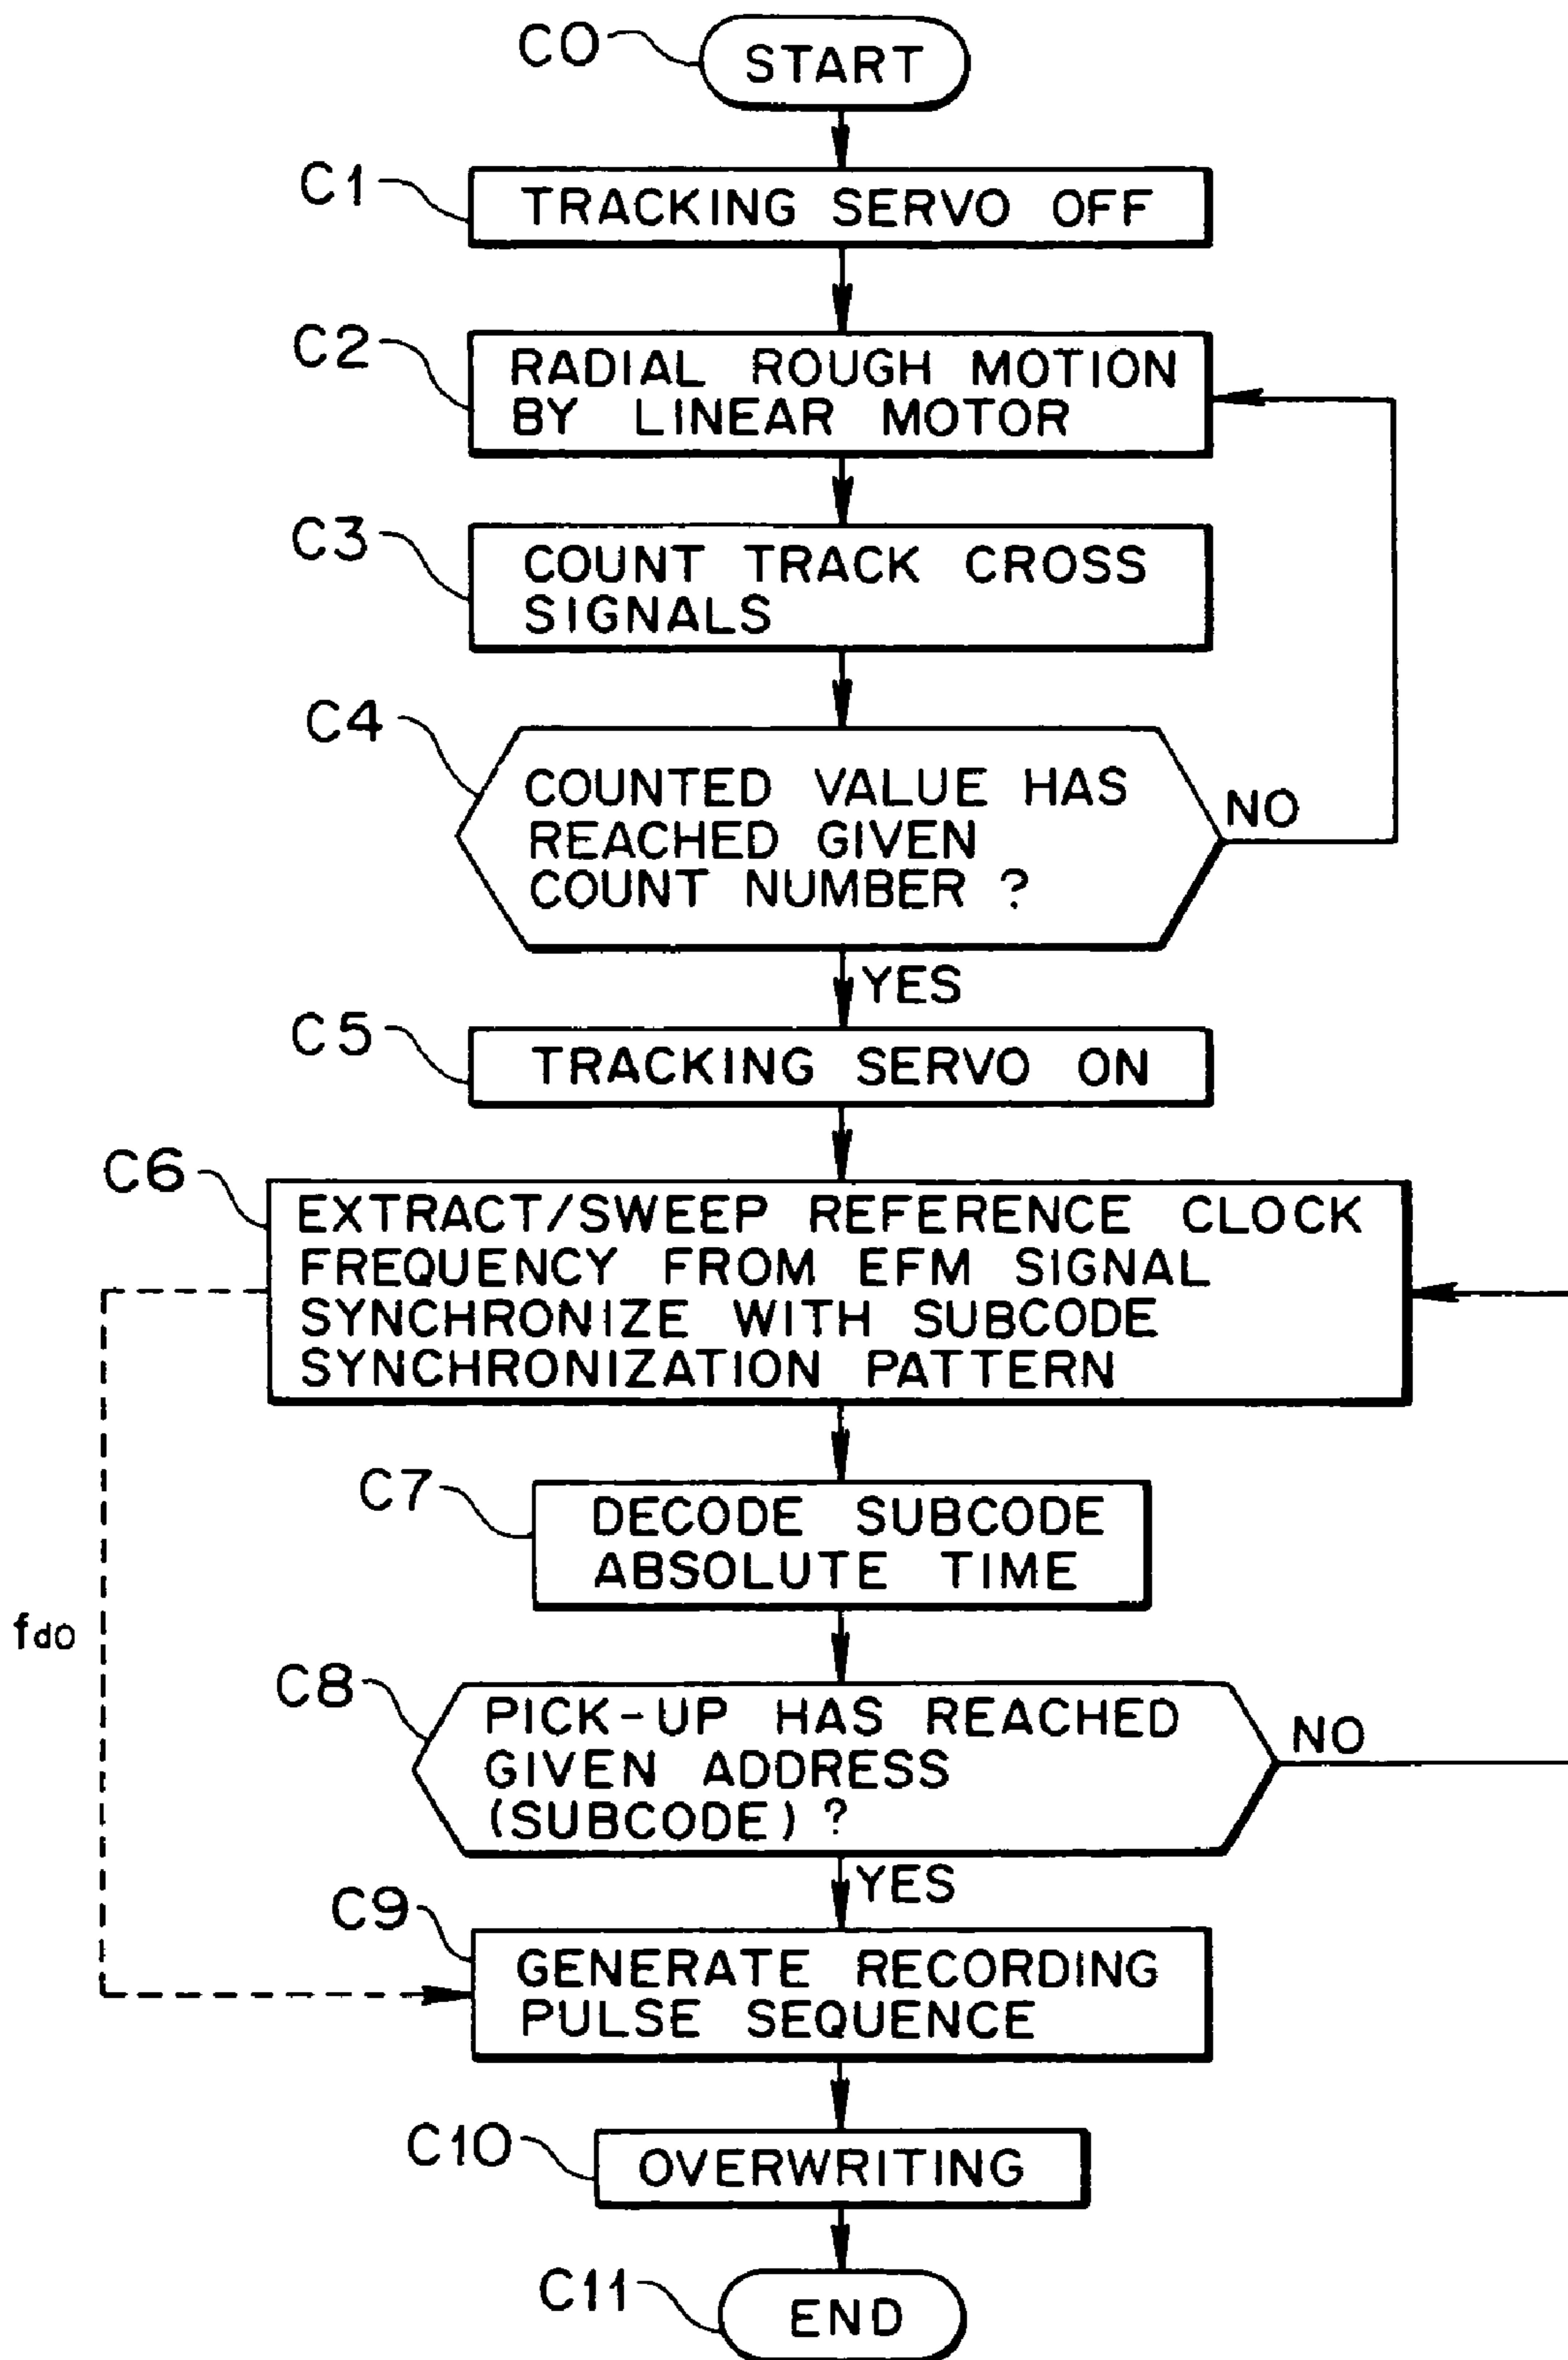 C0
START
C1
TRACKING SERVO OFF
C2
RADIAL ROUGH MOTION
BY LINEAR MOTOR
C3
COUNT TRACK CROSS
SIGNALS
C4
COUNTED VALUE HAS
REACHED GIVEN
COUNT NUMBER ?
NO
YES
C5
TRACKING SERVO ON
C6
EXTRACT/SWEEP REFERENCE CLOCK
FREQUENCY FROM EFM SIGNAL
SYNCHRONIZE WITH SUBCODE
SYNCHRONIZATION PATTERN
C7
DECODE SUBCODE
ABSOLUTE TIME
fdo
C8
PICK-UP HAS REACHED
GIVEN ADDRESS
(SUBCODE) ?
NO
YES
C9
GENERATE RECORDING
PULSE SEQUENCE
C10
OVERWRITING
C11
END